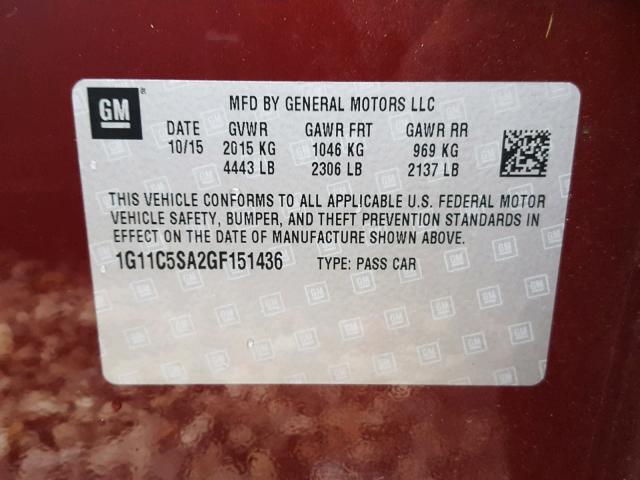 GM ® MFD BY GENERAL MOTORS LLC
DATE GVWR GAWR FRT GAWR RR
10/15 2015 KG 1046 KG 969 KG
4443 LB 2306 LB 2137 LB
THIS VEHICLE CONFORMS TO ALL APPLICABLE U.S. FEDERAL MOTOR
VEHICLE SAFETY, BUMPER, AND THEFT PREVENTION STANDARDS IN
EFFECT ON THE DATE OF MANUFACTURE SHOWN ABOVE.
1G11C5SA2GF151436 TYPE: PASS CAR